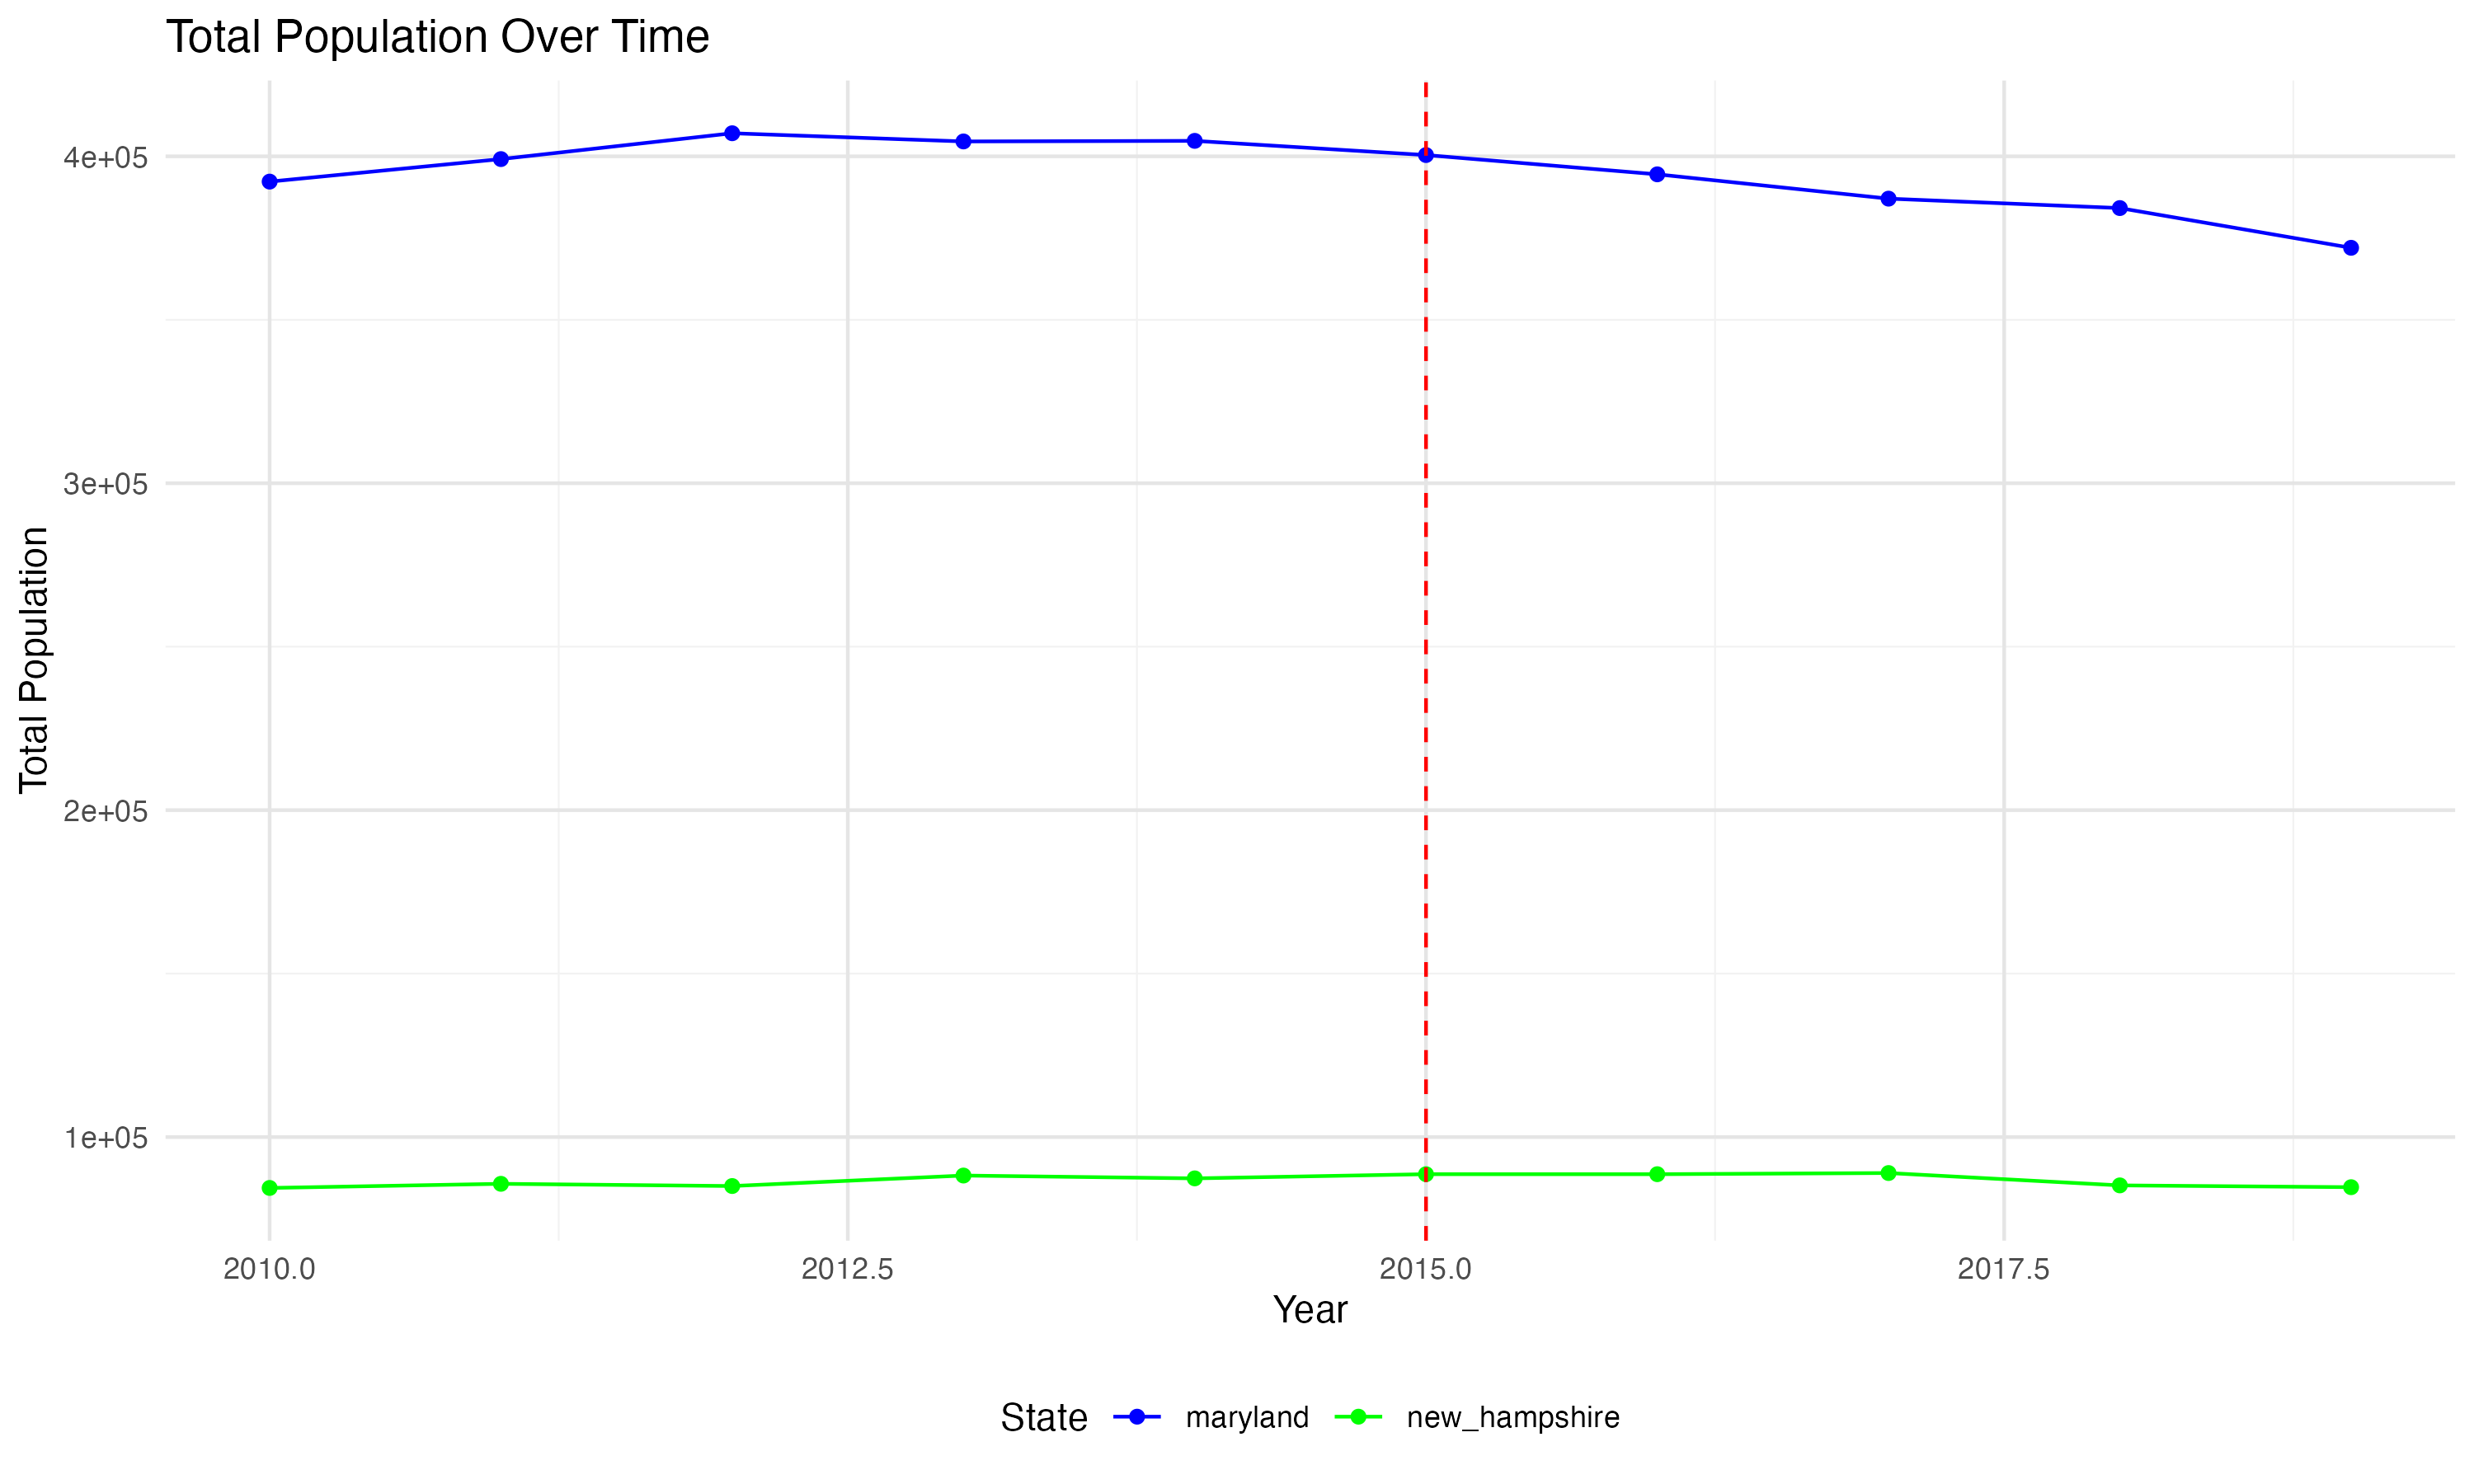 Total Population Over Time
4e+05
3e+05
2e+05
1e+05
Total Population
2010.0 2012.5 2015.0 2017.5
Year
State maryland new_hampshire